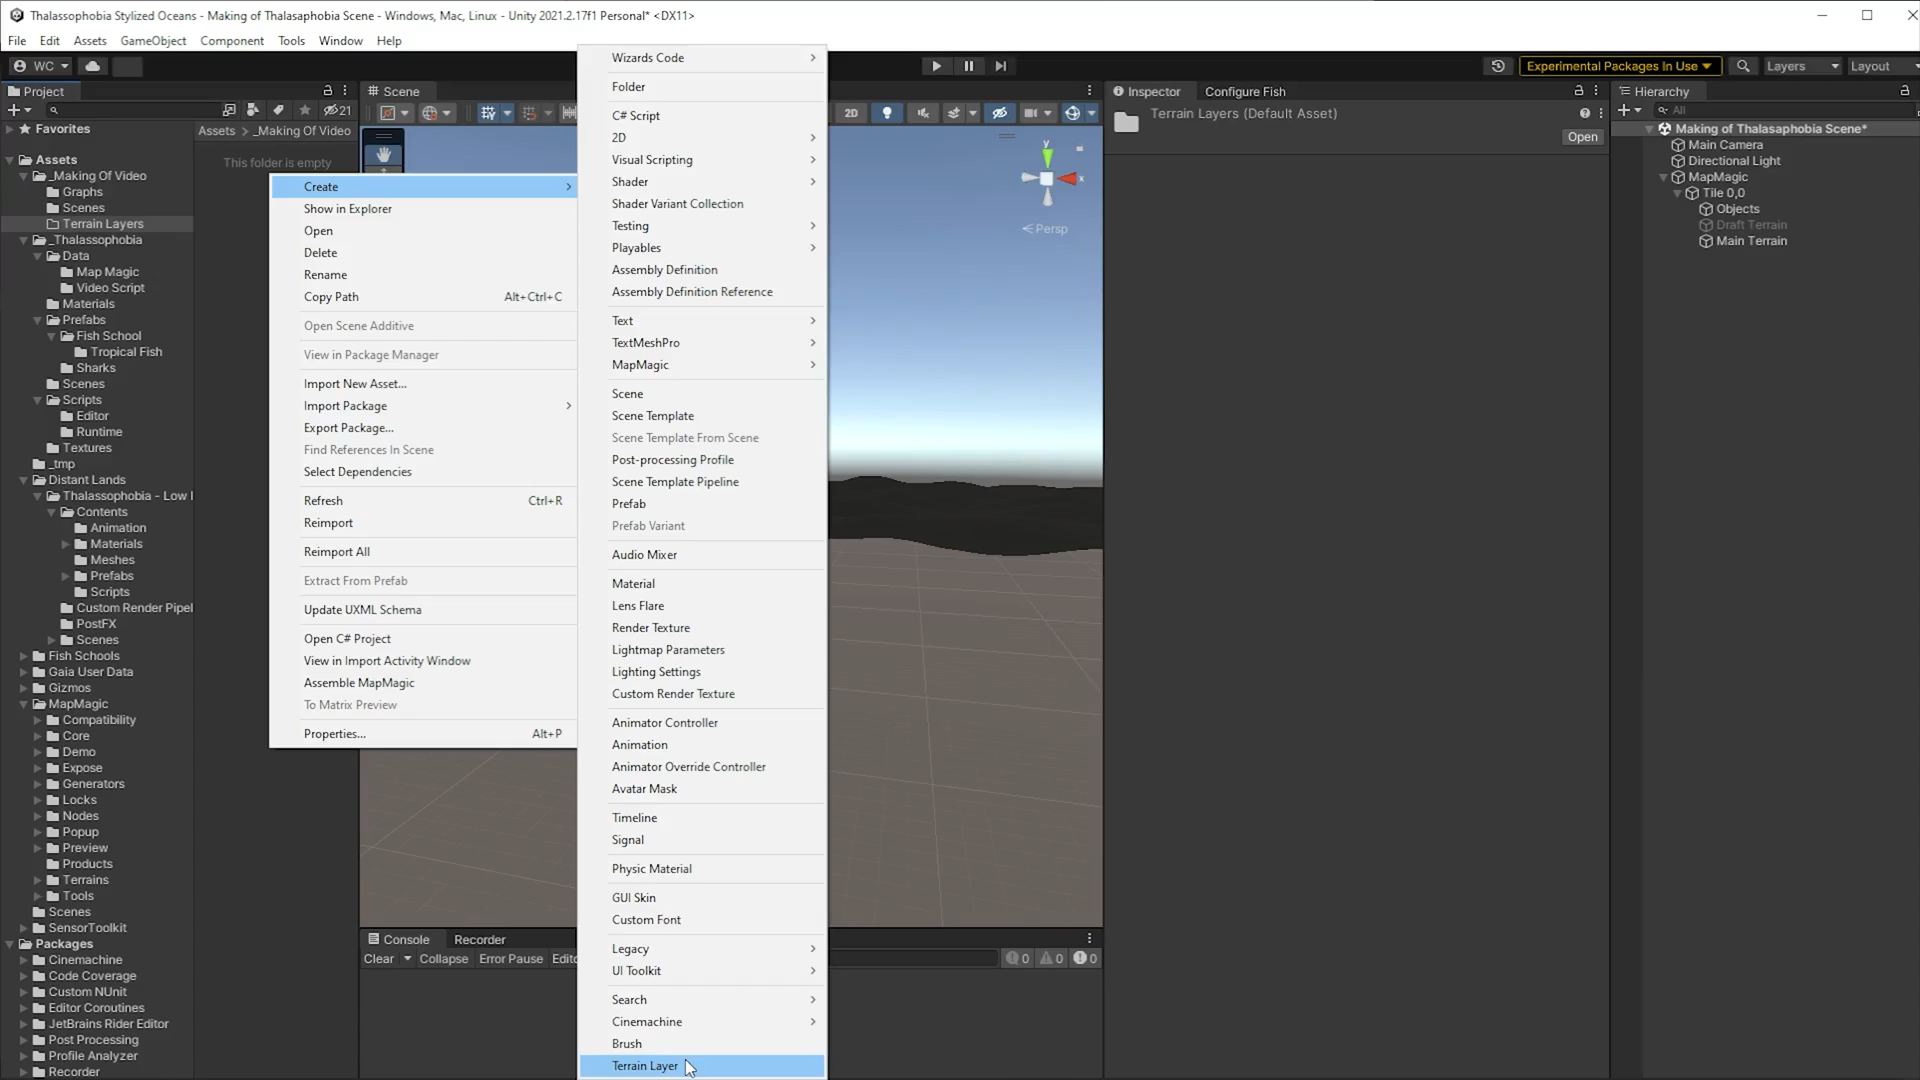 Thalassophobia Stylized Oceans - Making of Thalasaphobia Scene - Windows, Mac, Linux - Unity 2021.2.17f1 Personal* <DX11>
File Edit Assets GameObject Component Tools Window Help
WC
Experimental Packages In Use
Layers
Layout
Project
21
Favorites
Assets
_Making Of Video
Graphs
Scenes
Terrain Layers
_Thalassophobia
Data
Map Magic
Video Script
Materials
Prefabs
Fish School
Tropical Fish
Sharks
Scenes
Scripts
Editor
Runtime
Textures
_tmp
Distant Lands
Thalassophobia - Low
Contents
Animation
Materials
Meshes
Prefabs
Scripts
Custom Render Pipel
PostFX
Scenes
Fish Schools
Gaia User Data
Gizmos
MapMagic
Compatibility
Core
Demo
Expose
Generators
Locks
Nodes
Popup
Preview
Products
Terrains
Tools
Scenes
SensorToolkit
Packages
Cinemachine
Code Coverage
Custom NUnit
Editor Coroutines
JetBrains Rider Editor
Post Processing
Profile Analyzer
Recorder
Assets > _Making Of Video
This folder is empty
Create
Show in Explorer
Open
Delete
Rename
Copy Path Alt+Ctrl+C
Open Scene Additive
View in Package Manager
Import New Asset...
Import Package
Export Package...
Find References In Scene
Select Dependencies
Refresh Ctrl+R
Reimport
Reimport All
Extract From Prefab
Update UXML Schema
Open C# Project
View in Import Activity Window
Assemble MapMagic
To Matrix Preview
Properties... Alt+P
Wizards Code
Folder
C# Script
2D
Visual Scripting
Shader
Shader Variant Collection
Testing
Playables
Assembly Definition
Assembly Definition Reference
Text
TextMeshPro
MapMagic
Scene
Scene Template
Scene Template From Scene
Post-processing Profile
Scene Template Pipeline
Prefab
Prefab Variant
Audio Mixer
Material
Lens Flare
Render Texture
Lightmap Parameters
Lighting Settings
Custom Render Texture
Animator Controller
Animation
Animator Override Controller
Avatar Mask
Timeline
Signal
Physic Material
GUI Skin
Custom Font
Legacy
UI Toolkit
Search
Cinemachine
Brush
Terrain Layer
Scene
2D
y
x
< Persp
Console Recorder
Clear Collapse Error Pause Edito
0 0 0
Inspector Configure Fish
Terrain Layers (Default Asset)
Open
Hierarchy
All
Making of Thalasaphobia Scene*
Main Camera
Directional Light
MapMagic
Tile 0,0
Objects
Draft Terrain
Main Terrain